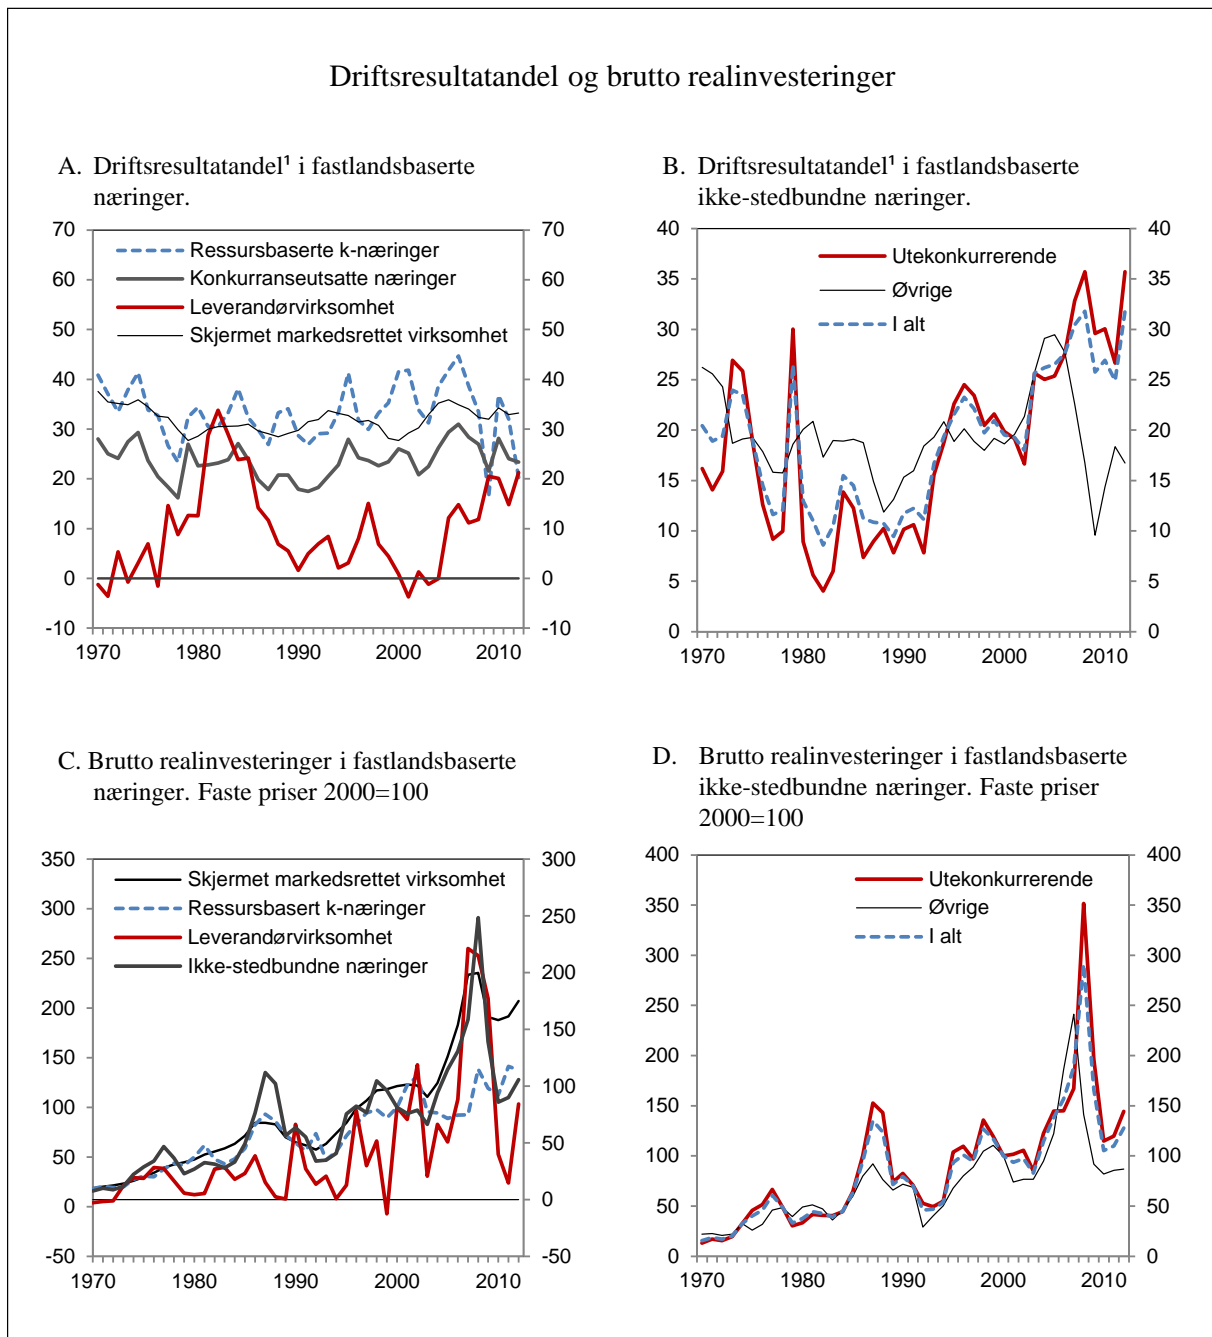 Driftsresultatandel og brutto realinvesteringer
A. Driftsresultatandel¹ i fastlandsbaserte
næringer.
70
60
50
40
30
20
10
0
-10
70
60
50
40
30
20
10
0
-10
Ressursbaserte k-næringer
Konkurranseutsatte næringer
Leverandørvirksomhet
Skjermet markedsrettet virksomhet
1970 1980 1990 2000 2010
B. Driftsresultatandel¹ i fastlandsbaserte
ikke-stedbundne næringer.
40
35
30
25
20
15
10
5
0
40
35
30
25
20
15
10
5
0
Utekonkurrerende
Øvrige
I alt
1970 1980 1990 2000 2010
C. Brutto realinvesteringer i fastlandsbaserte
næringer. Faste priser 2000=100
350
300
250
200
150
100
50
0
-50
300
250
200
150
100
50
0
-50
Skjermet markedsrettet virksomhet
Ressursbasert k-næringer
Leverandørvirksomhet
Ikke-stedbundne næringer
1970 1980 1990 2000 2010
D. Brutto realinvesteringer i fastlandsbaserte
ikke-stedbundne næringer. Faste priser
2000=100
400
350
300
250
200
150
100
50
0
400
350
300
250
200
150
100
50
0
Utekonkurrerende
Øvrige
I alt
1970 1980 1990 2000 2010